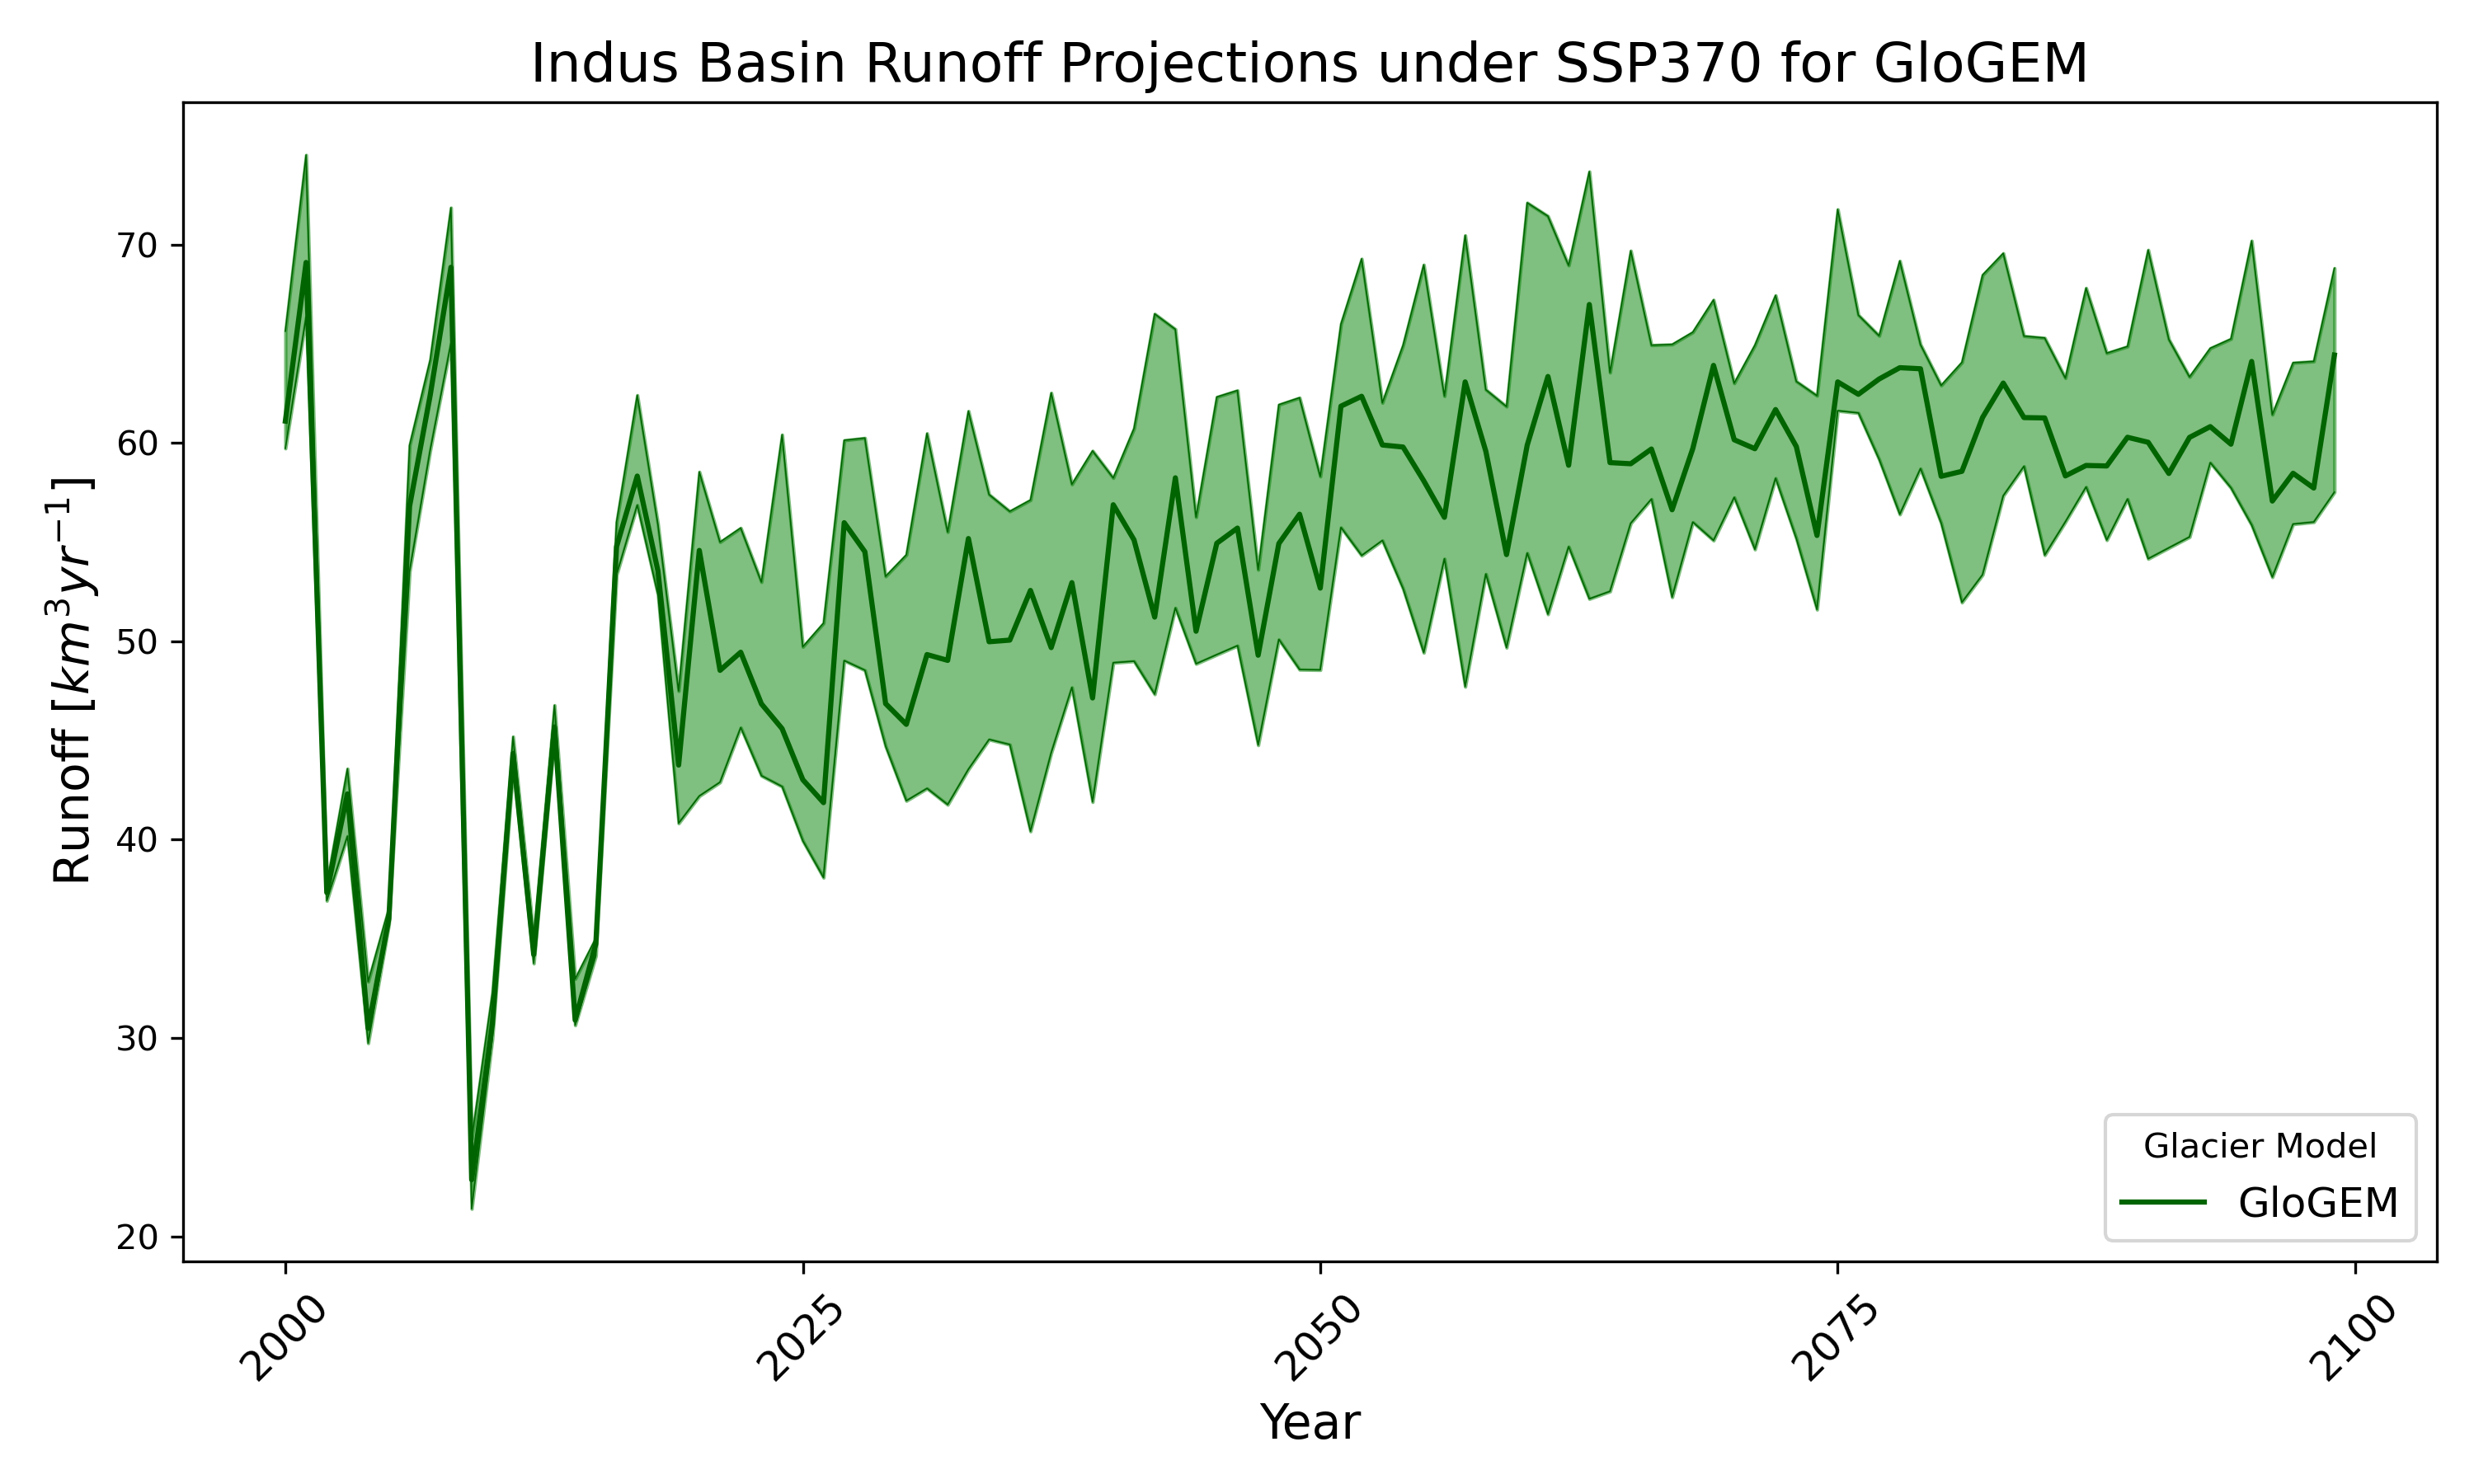 Indus Basin Runoff Projections under SSP370 for GloGEM
Runoff [km³yr⁻¹]
70
60
50
40
30
20
Glacier Model
GloGEM
2000
2025
2050
2075
2100
Year